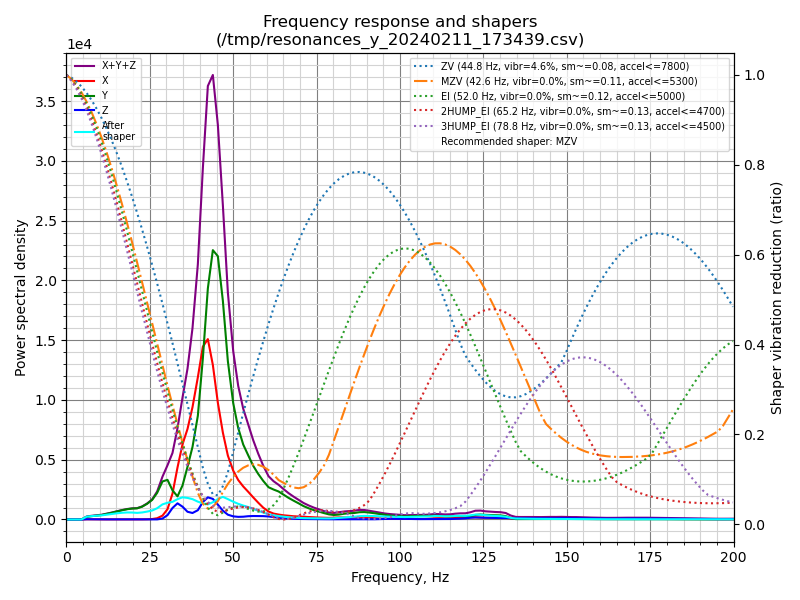 Frequency response and shapers
(/tmp/resonances_y_20240211_173439.csv)
1e4
X+Y+Z
X
Y
Z
After
shaper
ZV (44.8 Hz, vibr=4.6%, sm~=0.08, accel<=7800)
MZV (42.6 Hz, vibr=0.0%, sm~=0.11, accel<=5300)
EI (52.0 Hz, vibr=0.0%, sm~=0.12, accel<=5000)
2HUMP_EI (65.2 Hz, vibr=0.0%, sm~=0.13, accel<=4700)
3HUMP_EI (78.8 Hz, vibr=0.0%, sm~=0.13, accel<=4500)
Recommended shaper: MZV
Power spectral density
3.5
3.0
2.5
2.0
1.5
1.0
0.5
0.0
1.0
0.8
0.6
0.4
0.2
0.0
Shaper vibration reduction (ratio)
0 25 50 75 100 125 150 175 200
Frequency, Hz